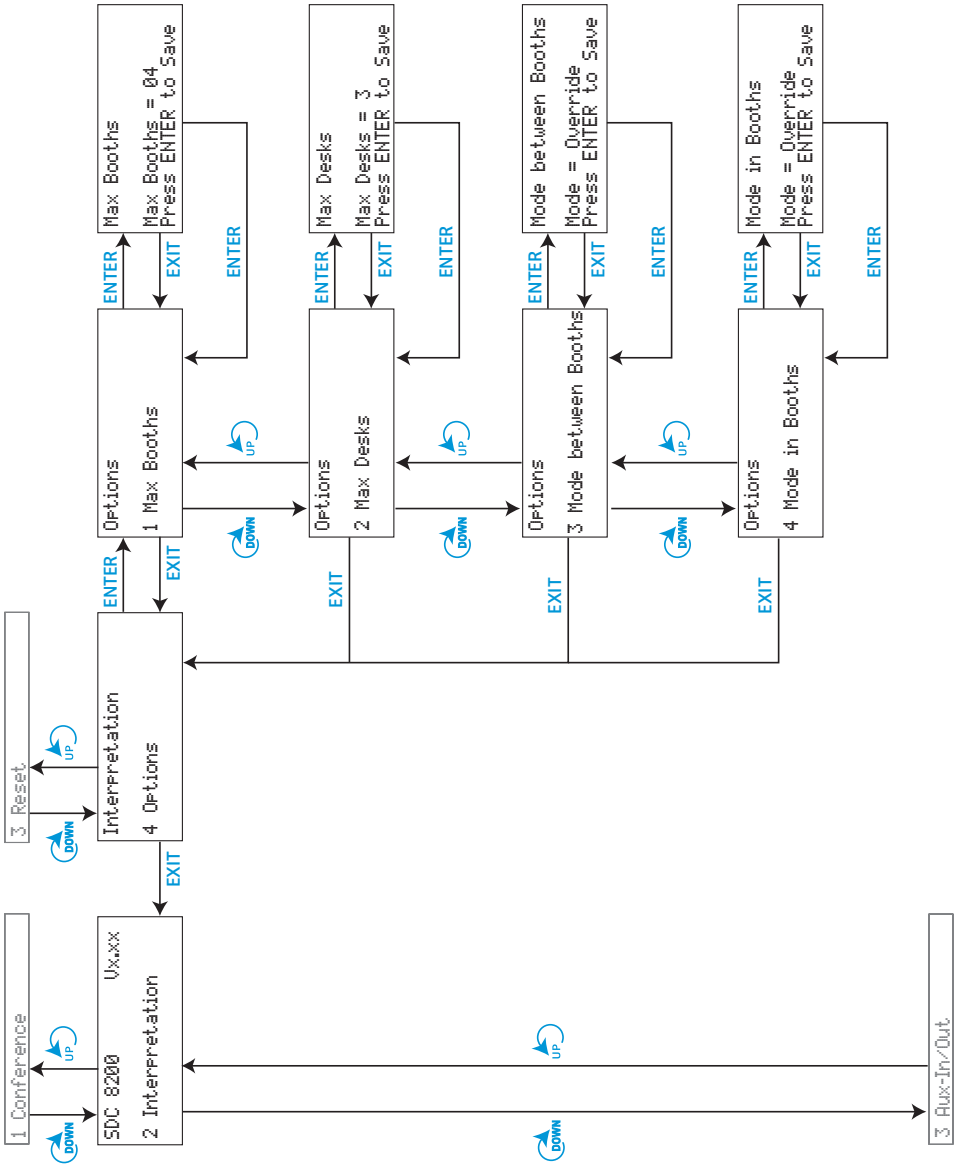 1 Conference
DOWN
UP
SDC 8200 Vx.xx
2 Interpretation
DOWN
UP
3 Aux-In/Out
EXIT
3 Reset
DOWN
UP
Interpretation
4 Options
ENTER
EXIT
EXIT
EXIT
EXIT
Options
1 Max Booths
ENTER
EXIT
ENTER
Max Booths
Max Booths = 04
Press ENTER to Save
DOWN
UP
Options
2 Max Desks
ENTER
EXIT
ENTER
Max Desks
Max Desks = 3
Press ENTER to Save
DOWN
UP
Options
3 Mode between Booths
ENTER
EXIT
ENTER
Mode between Booths
Mode = Override
Press ENTER to Save
DOWN
UP
Options
4 Mode in Booths
ENTER
EXIT
ENTER
Mode in Booths
Mode = Override
Press ENTER to Save